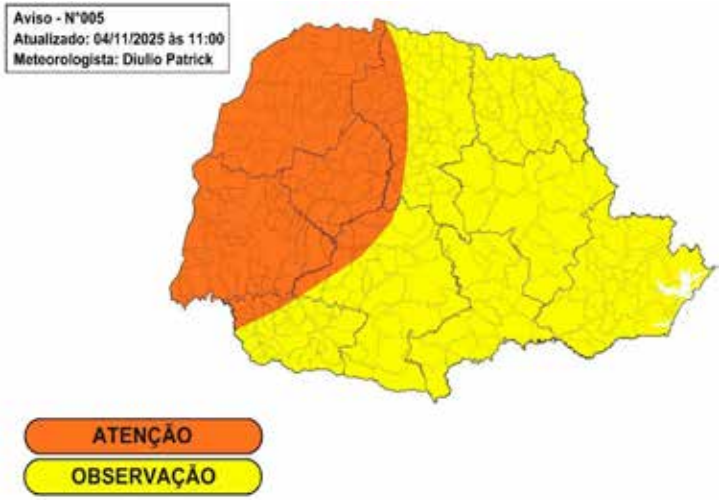 Aviso - N°005
Atualizado: 04/11/2025 às 11:00
Meteorologista: Diulio Patrick
ATENÇÃO
OBSERVAÇÃO